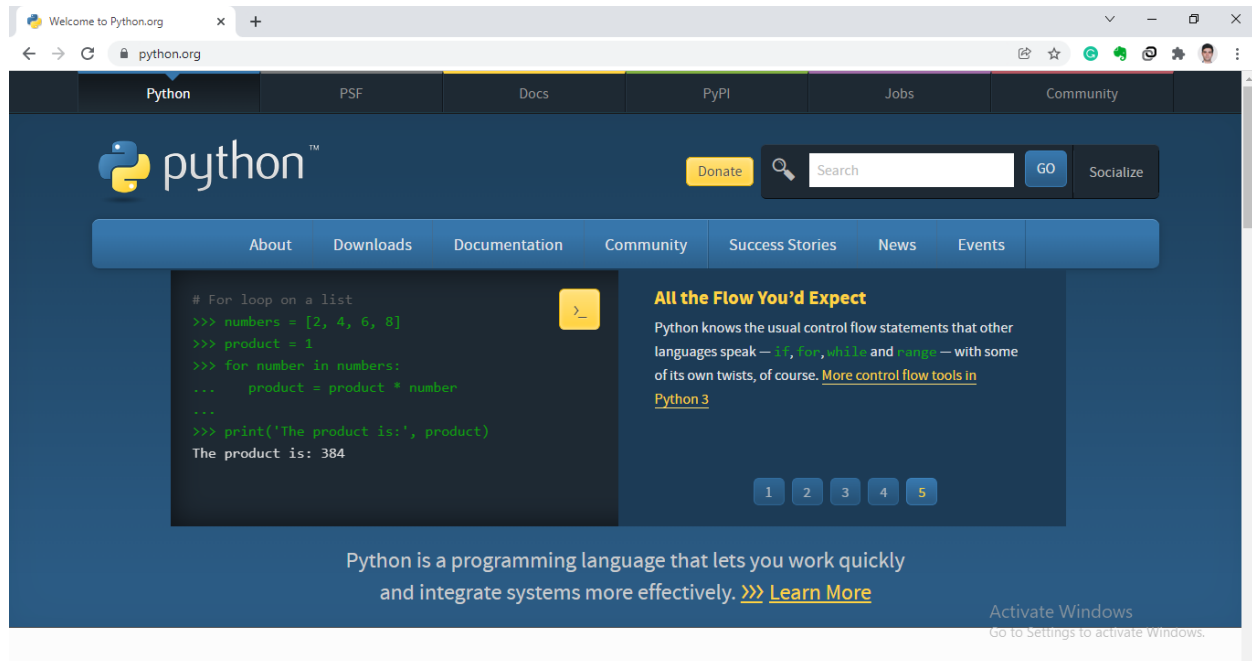 Welcome to Python.org
python.org
Python PSF Docs PyPI Jobs Community
python™
Donate Search GO Socialize
About Downloads Documentation Community Success Stories News Events
# For loop on a list
>>> numbers = [2, 4, 6, 8]
>>> product = 1
>>> for number in numbers:
...    product = product * number
...
>>> print('The product is:', product)
The product is: 384
>_
All the Flow You’d Expect
Python knows the usual control flow statements that other
languages speak — if, for, while and range — with some
of its own twists, of course. More control flow tools in
Python 3
1 2 3 4 5
Python is a programming language that lets you work quickly
and integrate systems more effectively. >>> Learn More
Activate Windows
Go to Settings to activate Windows.